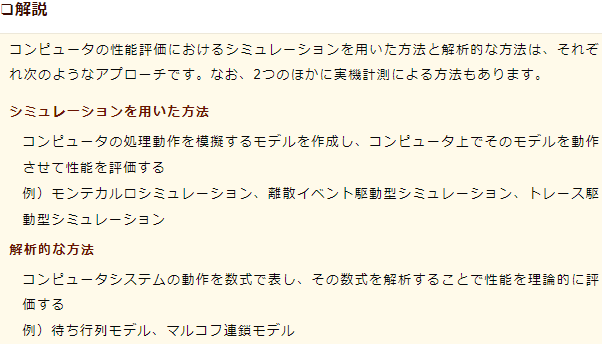 ❏解説
コンピュータの性能評価におけるシミュレーションを用いた方法と解析的な方法は、それぞ
れ次のようなアプローチです。なお、2つのほかに実機計測による方法もあります。
シミュレーションを用いた方法
コンピュータの処理動作を模擬するモデルを作成し、コンピュータ上でそのモデルを動作
させて性能を評価する
例）モンテカルロシミュレーション、離散イベント駆動型シミュレーション、トレース駆
動型シミュレーション
解析的な方法
コンピュータシステムの動作を数式で表し、その数式を解析することで性能を理論的に評
価する
例）待ち行列モデル、マルコフ連鎖モデル